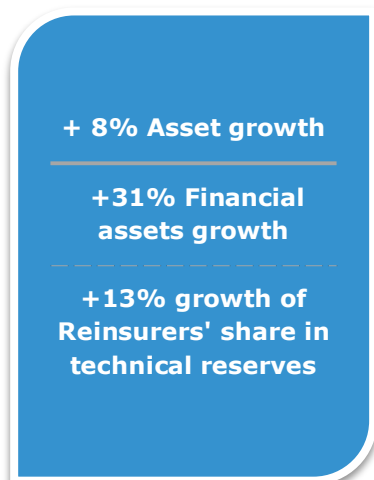 + 8% Asset growth
+31% Financial
assets growth
+13% growth of
Reinsurers' share in
technical reserves